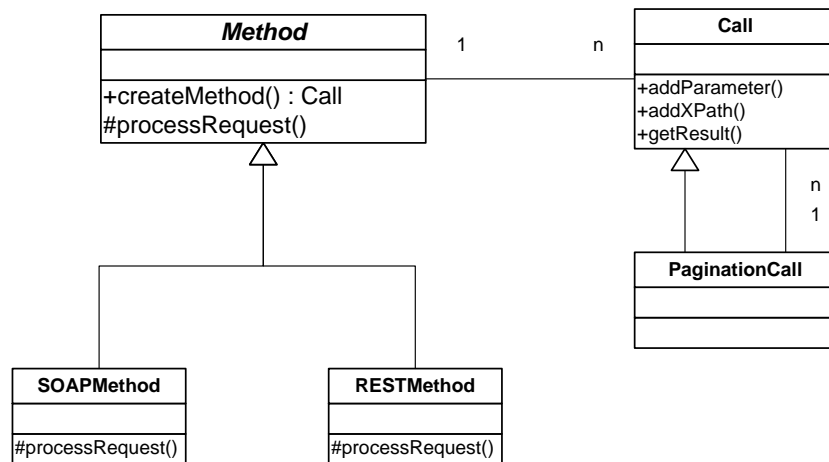 Method
+createMethod() : Call
#processRequest()
1
n
Call
+addParameter()
+addXPath()
+getResult()
n
1
PaginationCall
SOAPMethod
#processRequest()
RESTMethod
#processRequest()